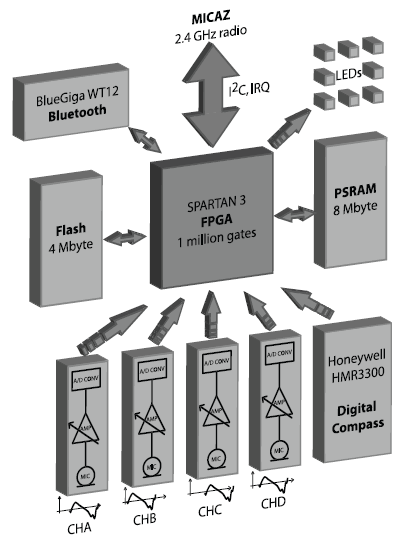 MICAZ
2.4 GHz radio
I²C,IRQ
LEDs
BlueGiga WT12
Bluetooth
SPARTAN 3
FPGA
1 million gates
Flash
4 Mbyte
PSRAM
8 Mbyte
A/D CONV
AMP
MIC
CHA
A/D CONV
AMP
MIC
CHB
A/D CONV
AMP
MIC
CHC
A/D CONV
AMP
MIC
CHD
Honeywell
HMR3300
Digital
Compass